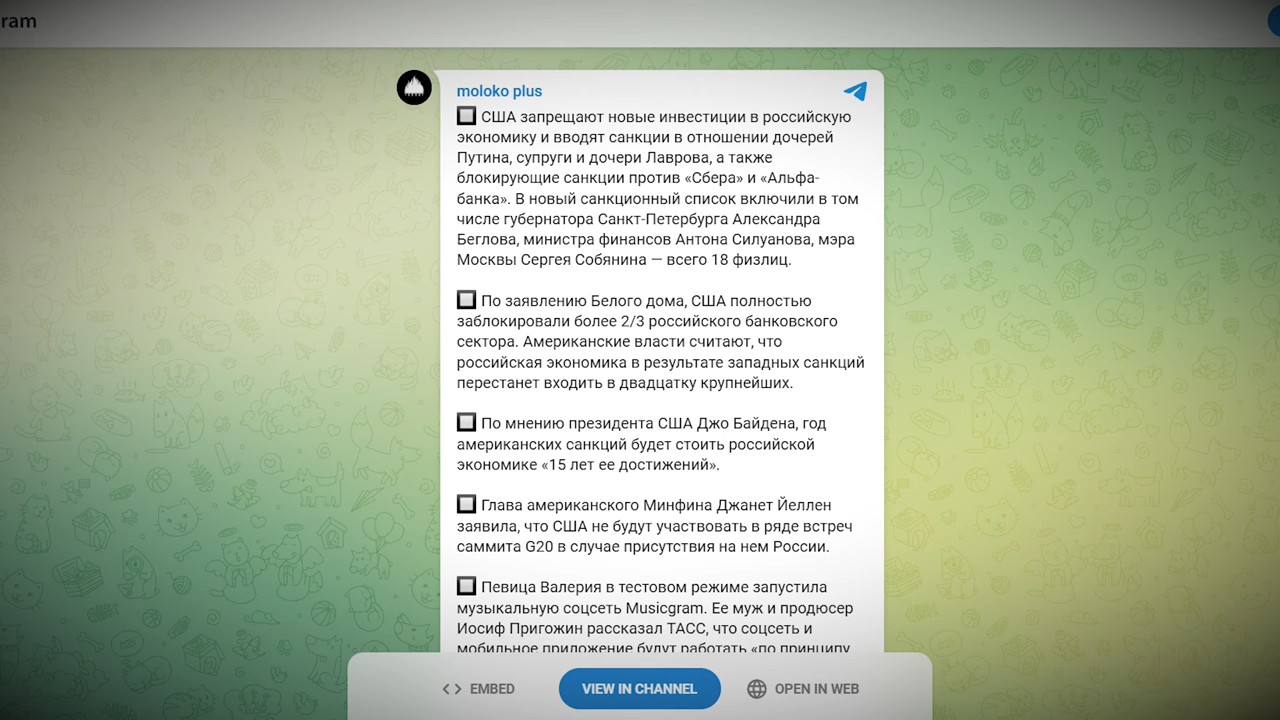 ram
moloko plus
США запрещают новые инвестиции в российскую
экономику и вводят санкции в отношении дочерей
Путина, супруги и дочери Лаврова, а также
блокирующие санкции против «Сбера» и «Альфа-
банка». В новый санкционный список включили в том
числе губернатора Санкт-Петербурга Александра
Беглова, министра финансов Антона Силуанова, мэра
Москвы Сергея Собянина — всего 18 физлиц.
По заявлению Белого дома, США полностью
заблокировали более 2/3 российского банковского
сектора. Американские власти считают, что
российская экономика в результате западных санкций
перестанет входить в двадцатку крупнейших.
По мнению президента США Джо Байдена, год
американских санкций будет стоить российской
экономике «15 лет ее достижений».
Глава американского Минфина Джанет Йеллен
заявила, что США не будут участвовать в ряде встреч
саммита G20 в случае присутствия на нем России.
Певица Валерия в тестовом режиме запустила
музыкальную соцсеть Musicgram. Ее муж и продюсер
Иосиф Пригожин рассказал ТАСС, что соцсеть и
мобильное приложение будут работать «по принципу
EMBED
VIEW IN CHANNEL
OPEN IN WEB